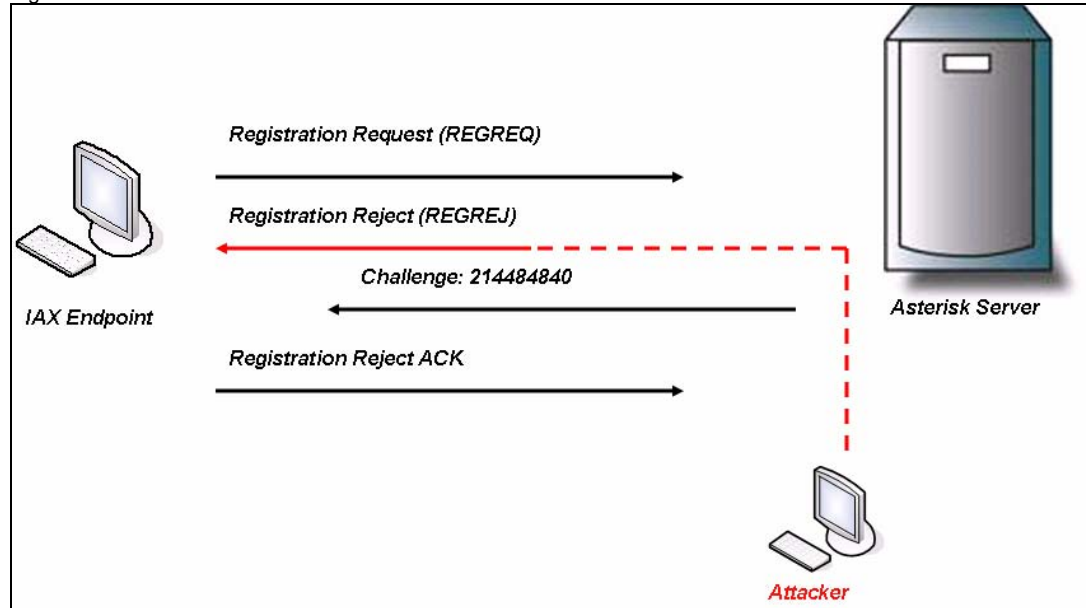 Registration Request (REGREQ)
Registration Reject (REGREJ)
Challenge: 214484840
IAX Endpoint
Asterisk Server
Registration Reject ACK
Attacker